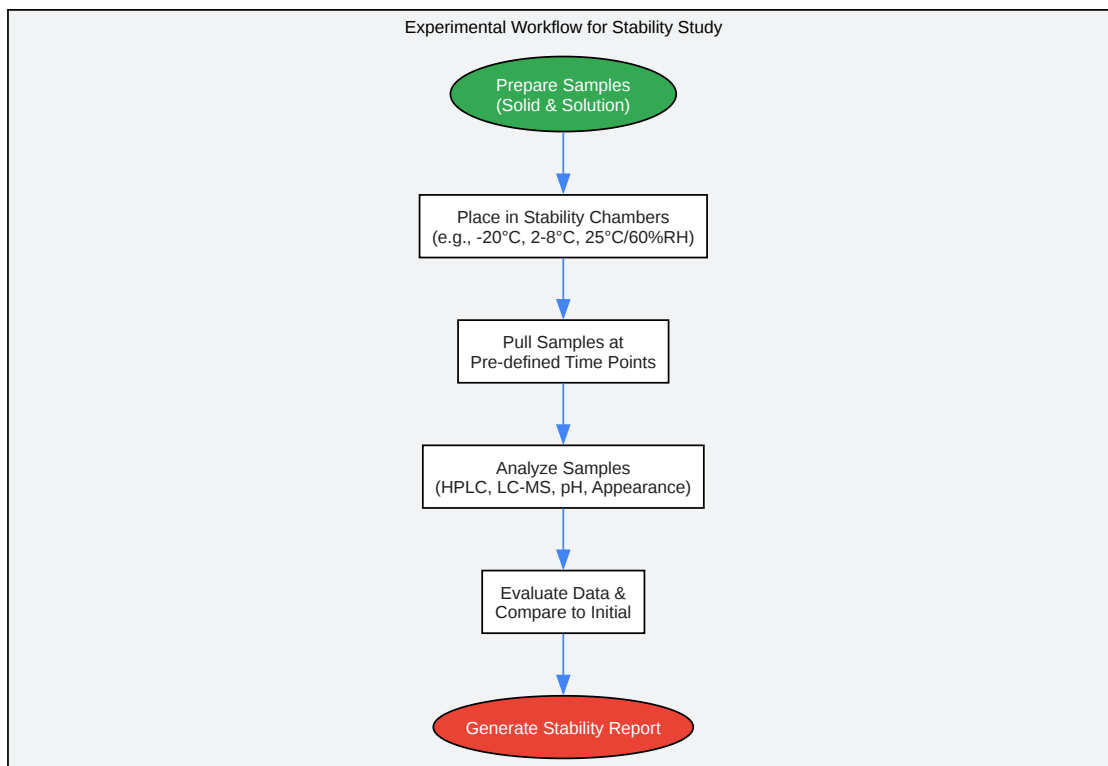 Experimental Workflow for Stability Study
Prepare Samples
(Solid & Solution)
Place in Stability Chambers
(e.g., -20°C, 2-8°C, 25°C/60%RH)
Pull Samples at
Pre-defined Time Points
Analyze Samples
(HPLC, LC-MS, pH, Appearance)
Evaluate Data &
Compare to Initial
Generate Stability Report